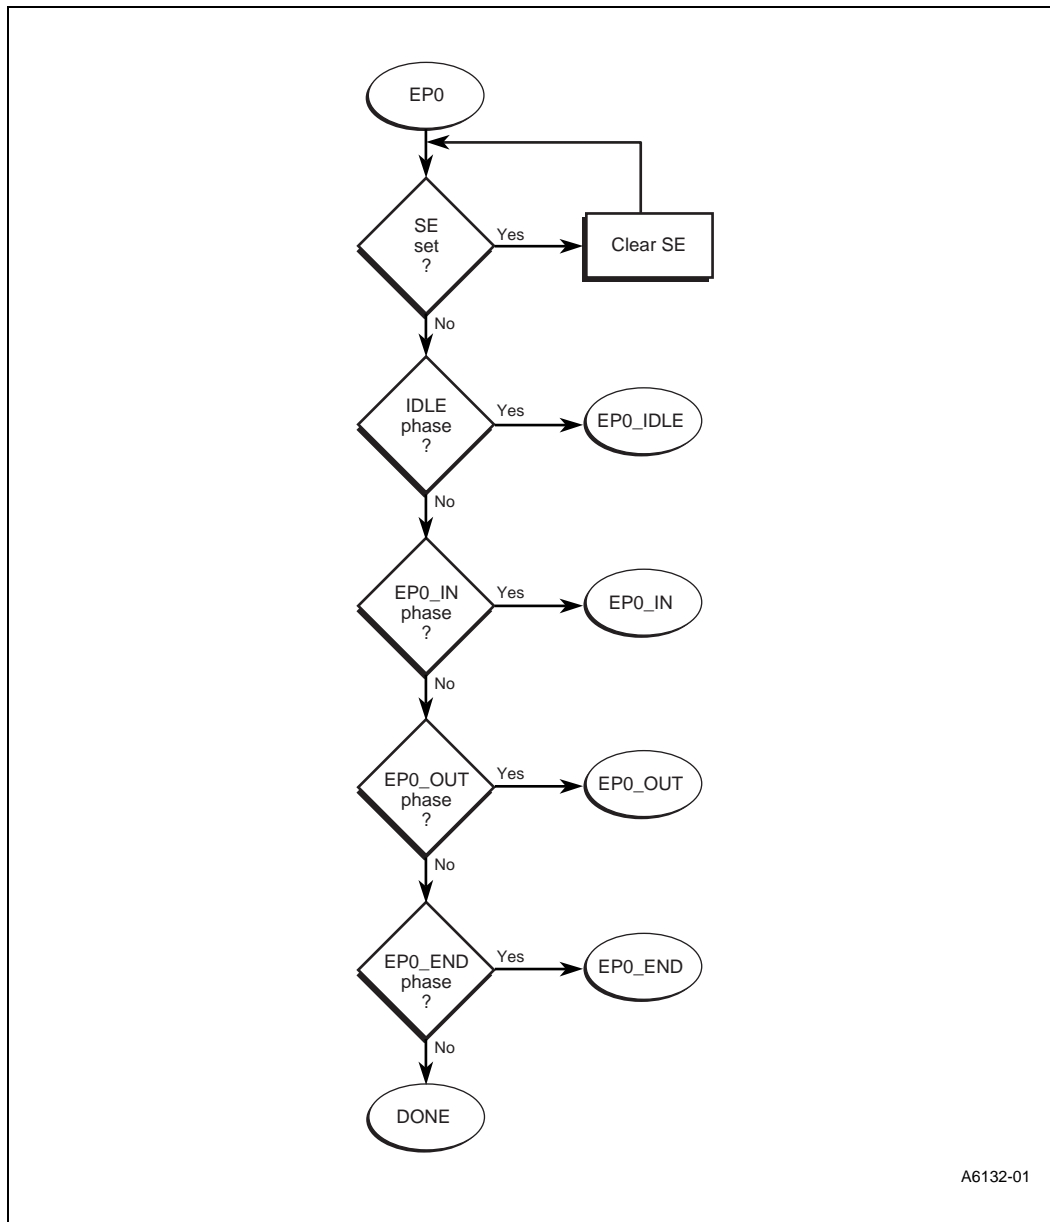 EP0
SE
set
?
Yes
Clear SE
No
IDLE
phase
?
Yes
EP0_IDLE
No
EP0_IN
phase
?
Yes
EP0_IN
No
EP0_OUT
phase
?
Yes
EP0_OUT
No
EP0_END
phase
?
Yes
EP0_END
No
DONE
A6132-01